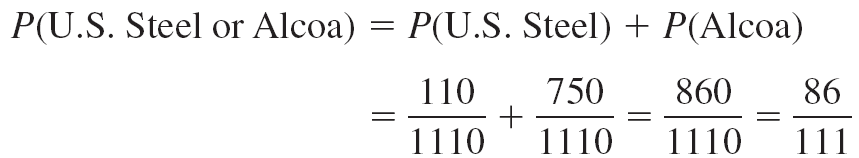 P(U.S. Steel or Alcoa) = P(U.S. Steel) + P(Alcoa)
= 110/1110 + 750/1110 = 860/1110 = 86/111